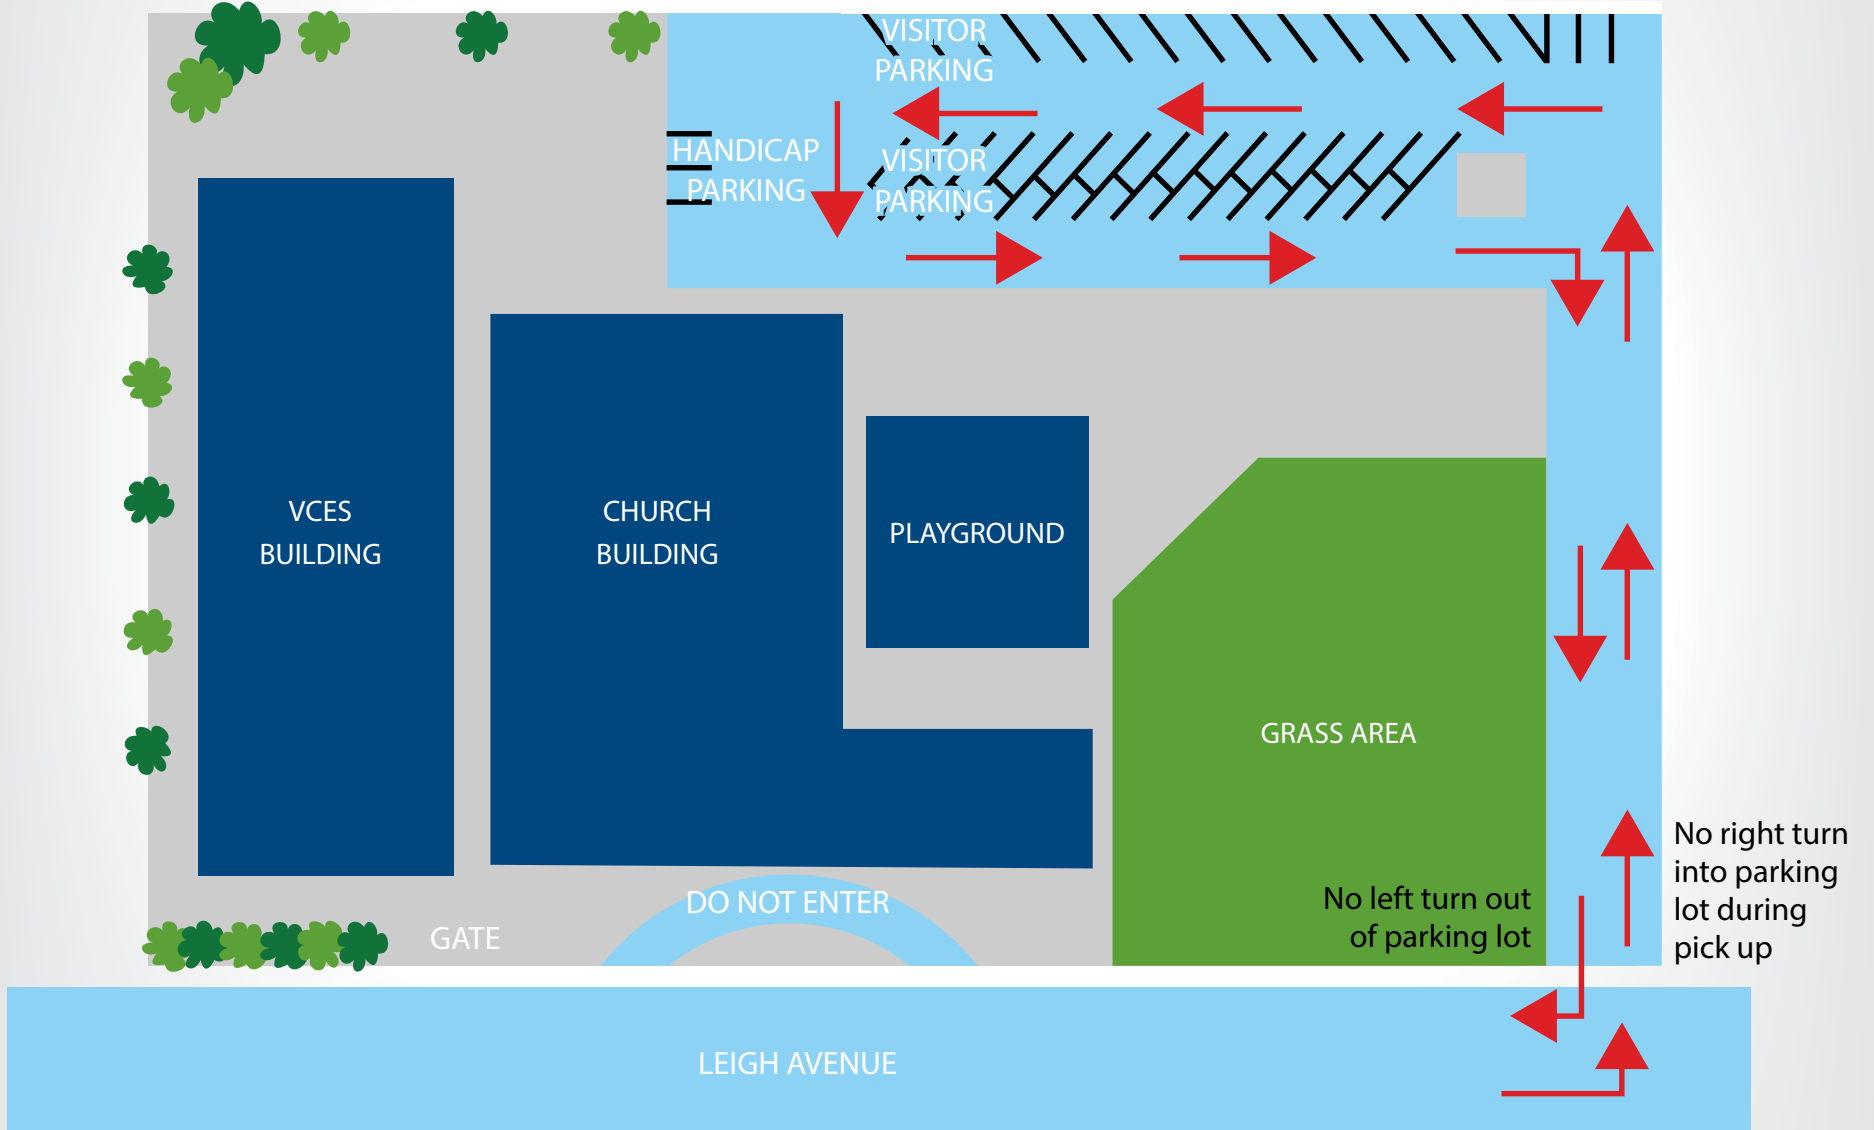 VISITOR
PARKING
HANDICAP
PARKING
VISITOR
PARKING
VCES
BUILDING
CHURCH
BUILDING
PLAYGROUND
GRASS AREA
No right turn
into parking
lot during
pick up
No left turn out
of parking lot
DO NOT ENTER
GATE
LEIGH AVENUE